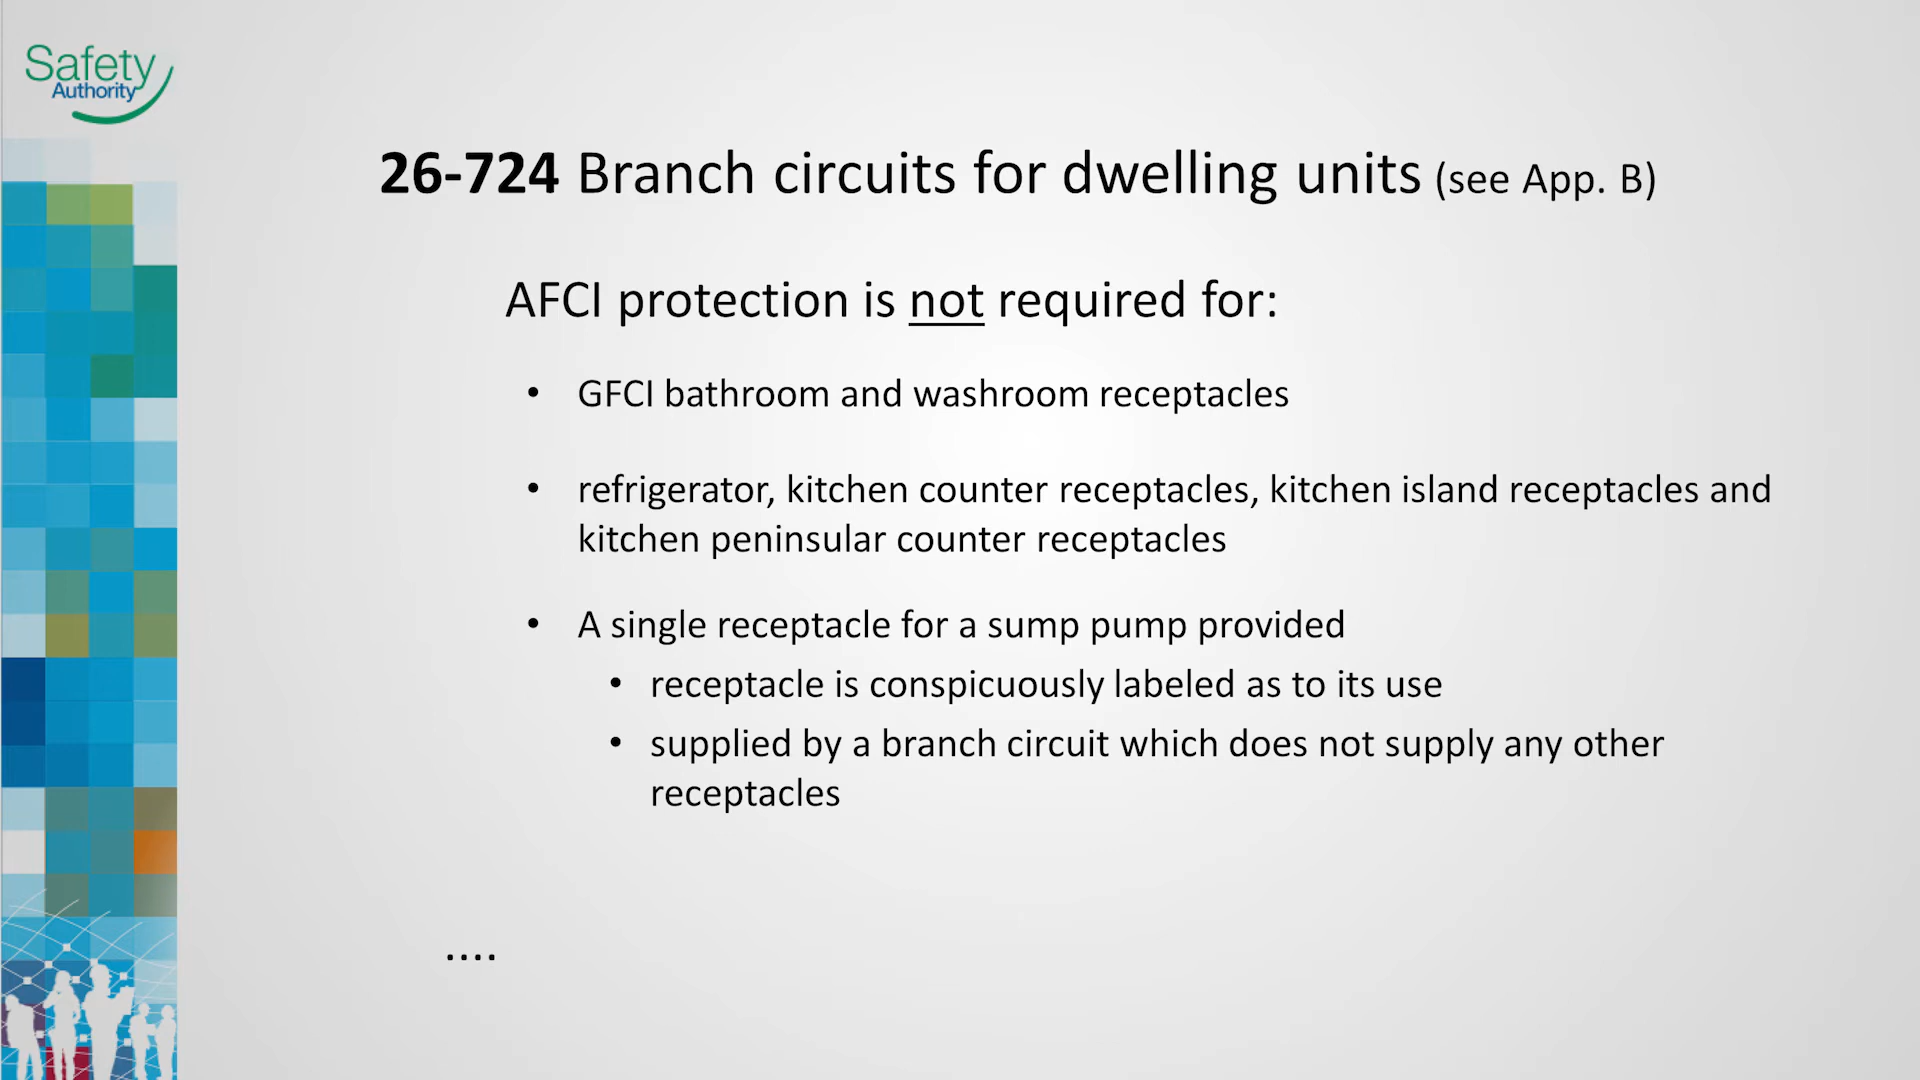 Safety
Authority
26-724 Branch circuits for dwelling units (see App. B)
AFCI protection is not required for:
• GFCI bathroom and washroom receptacles
• refrigerator, kitchen counter receptacles, kitchen island receptacles and
kitchen peninsular counter receptacles
• A single receptacle for a sump pump provided
• receptacle is conspicuously labeled as to its use
• supplied by a branch circuit which does not supply any other
receptacles
....